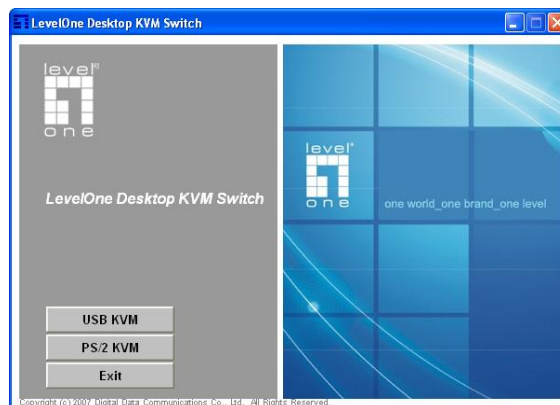 LevelOne Desktop KVM Switch
level
one
LevelOne Desktop KVM Switch
USB KVM
PS/2 KVM
Exit
level
one
one world_one brand_one level
Copyright (c) 2007 Digital Data Communications Co., Ltd. All Rights Reserved.